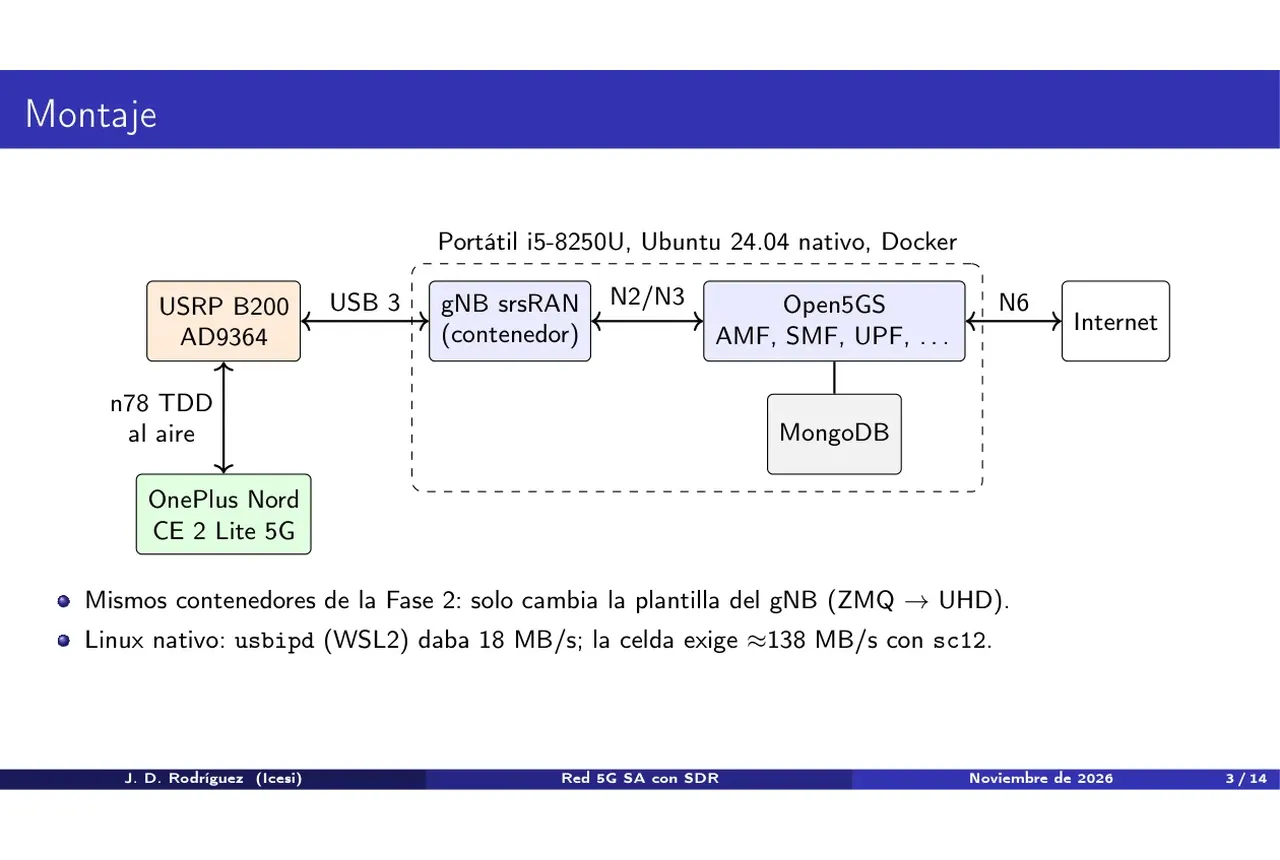 Montaje
Portátil i5-8250U, Ubuntu 24.04 nativo, Docker
USRP B200
AD9364
USB 3
gNB srsRAN
(contenedor)
N2/N3
Open5GS
AMF, SMF, UPF, ...
N6
Internet
n78 TDD
al aire
MongoDB
OnePlus Nord
CE 2 Lite 5G
Mismos contenedores de la Fase 2: solo cambia la plantilla del gNB (ZMQ → UHD).
Linux nativo: usbipd (WSL2) daba 18 MB/s; la celda exige ≈138 MB/s con sc12.
J. D. Rodríguez (Icesi)
Red 5G SA con SDR
Noviembre de 2026
3 / 14